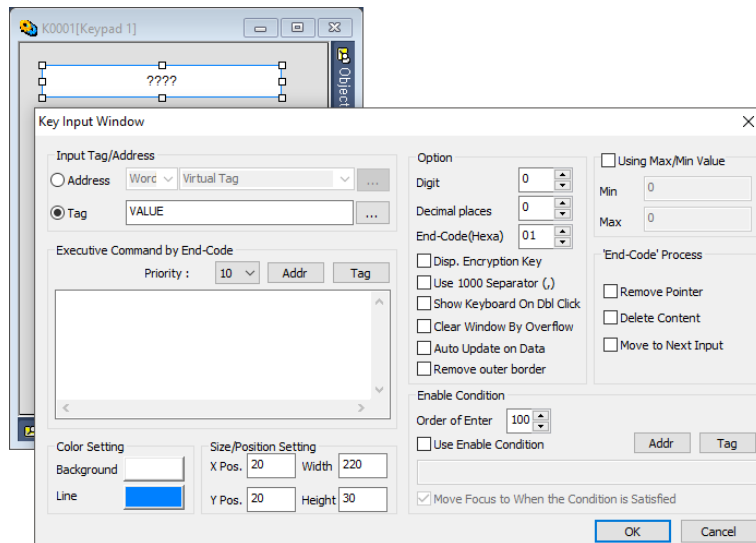 K0001[Keypad 1]
????
Object
Key Input Window
Input Tag/Address
Address Word Virtual Tag ...
Tag VALUE ...
Executive Command by End-Code
Priority : 10 Addr Tag
Color Setting
Background
Line
Size/Position Setting
X Pos. 20 Width 220
Y Pos. 20 Height 30
Option
Digit 0
Decimal places 0
End-Code(Hexa) 01
Disp. Encryption Key
Use 1000 Separator (,)
Show Keyboard On Dbl Click
Clear Window By Overflow
Auto Update on Data
Remove outer border
Using Max/Min Value
Min 0
Max 0
'End-Code' Process
Remove Pointer
Delete Content
Move to Next Input
Enable Condition
Order of Enter 100
Use Enable Condition Addr Tag
Move Focus to When the Condition is Satisfied
OK Cancel